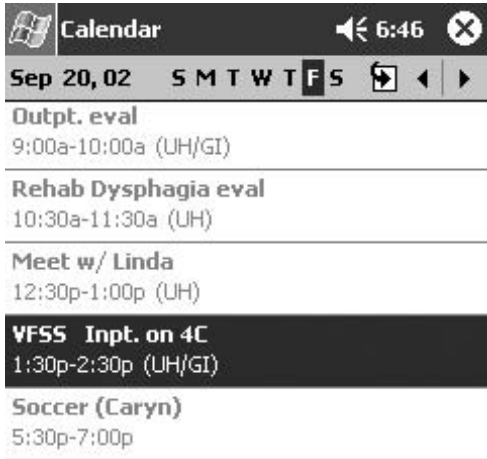 Calendar 6:46
Sep 20, 02 S M T W T F S
Outpt. eval
9:00a-10:00a (UH/GI)
Rehab Dysphagia eval
10:30a-11:30a (UH)
Meet w/ Linda
12:30p-1:00p (UH)
VFSS Inpt. on 4C
1:30p-2:30p (UH/GI)
Soccer (Caryn)
5:30p-7:00p